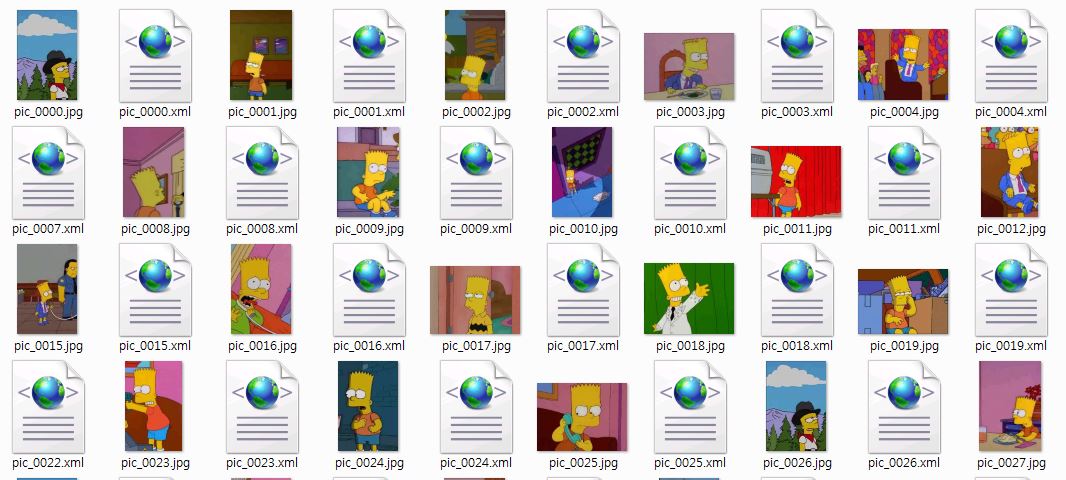 pic_0000.jpg pic_0000.xml pic_0001.jpg pic_0001.xml pic_0002.jpg pic_0002.xml pic_0003.jpg pic_0003.xml pic_0004.jpg pic_0004.xml
pic_0007.xml pic_0008.jpg pic_0008.xml pic_0009.jpg pic_0009.xml pic_0010.jpg pic_0010.xml pic_0011.jpg pic_0011.xml pic_0012.jpg
pic_0015.jpg pic_0015.xml pic_0016.jpg pic_0016.xml pic_0017.jpg pic_0017.xml pic_0018.jpg pic_0018.xml pic_0019.jpg pic_0019.xml
pic_0022.xml pic_0023.jpg pic_0023.xml pic_0024.jpg pic_0024.xml pic_0025.jpg pic_0025.xml pic_0026.jpg pic_0026.xml pic_0027.jpg